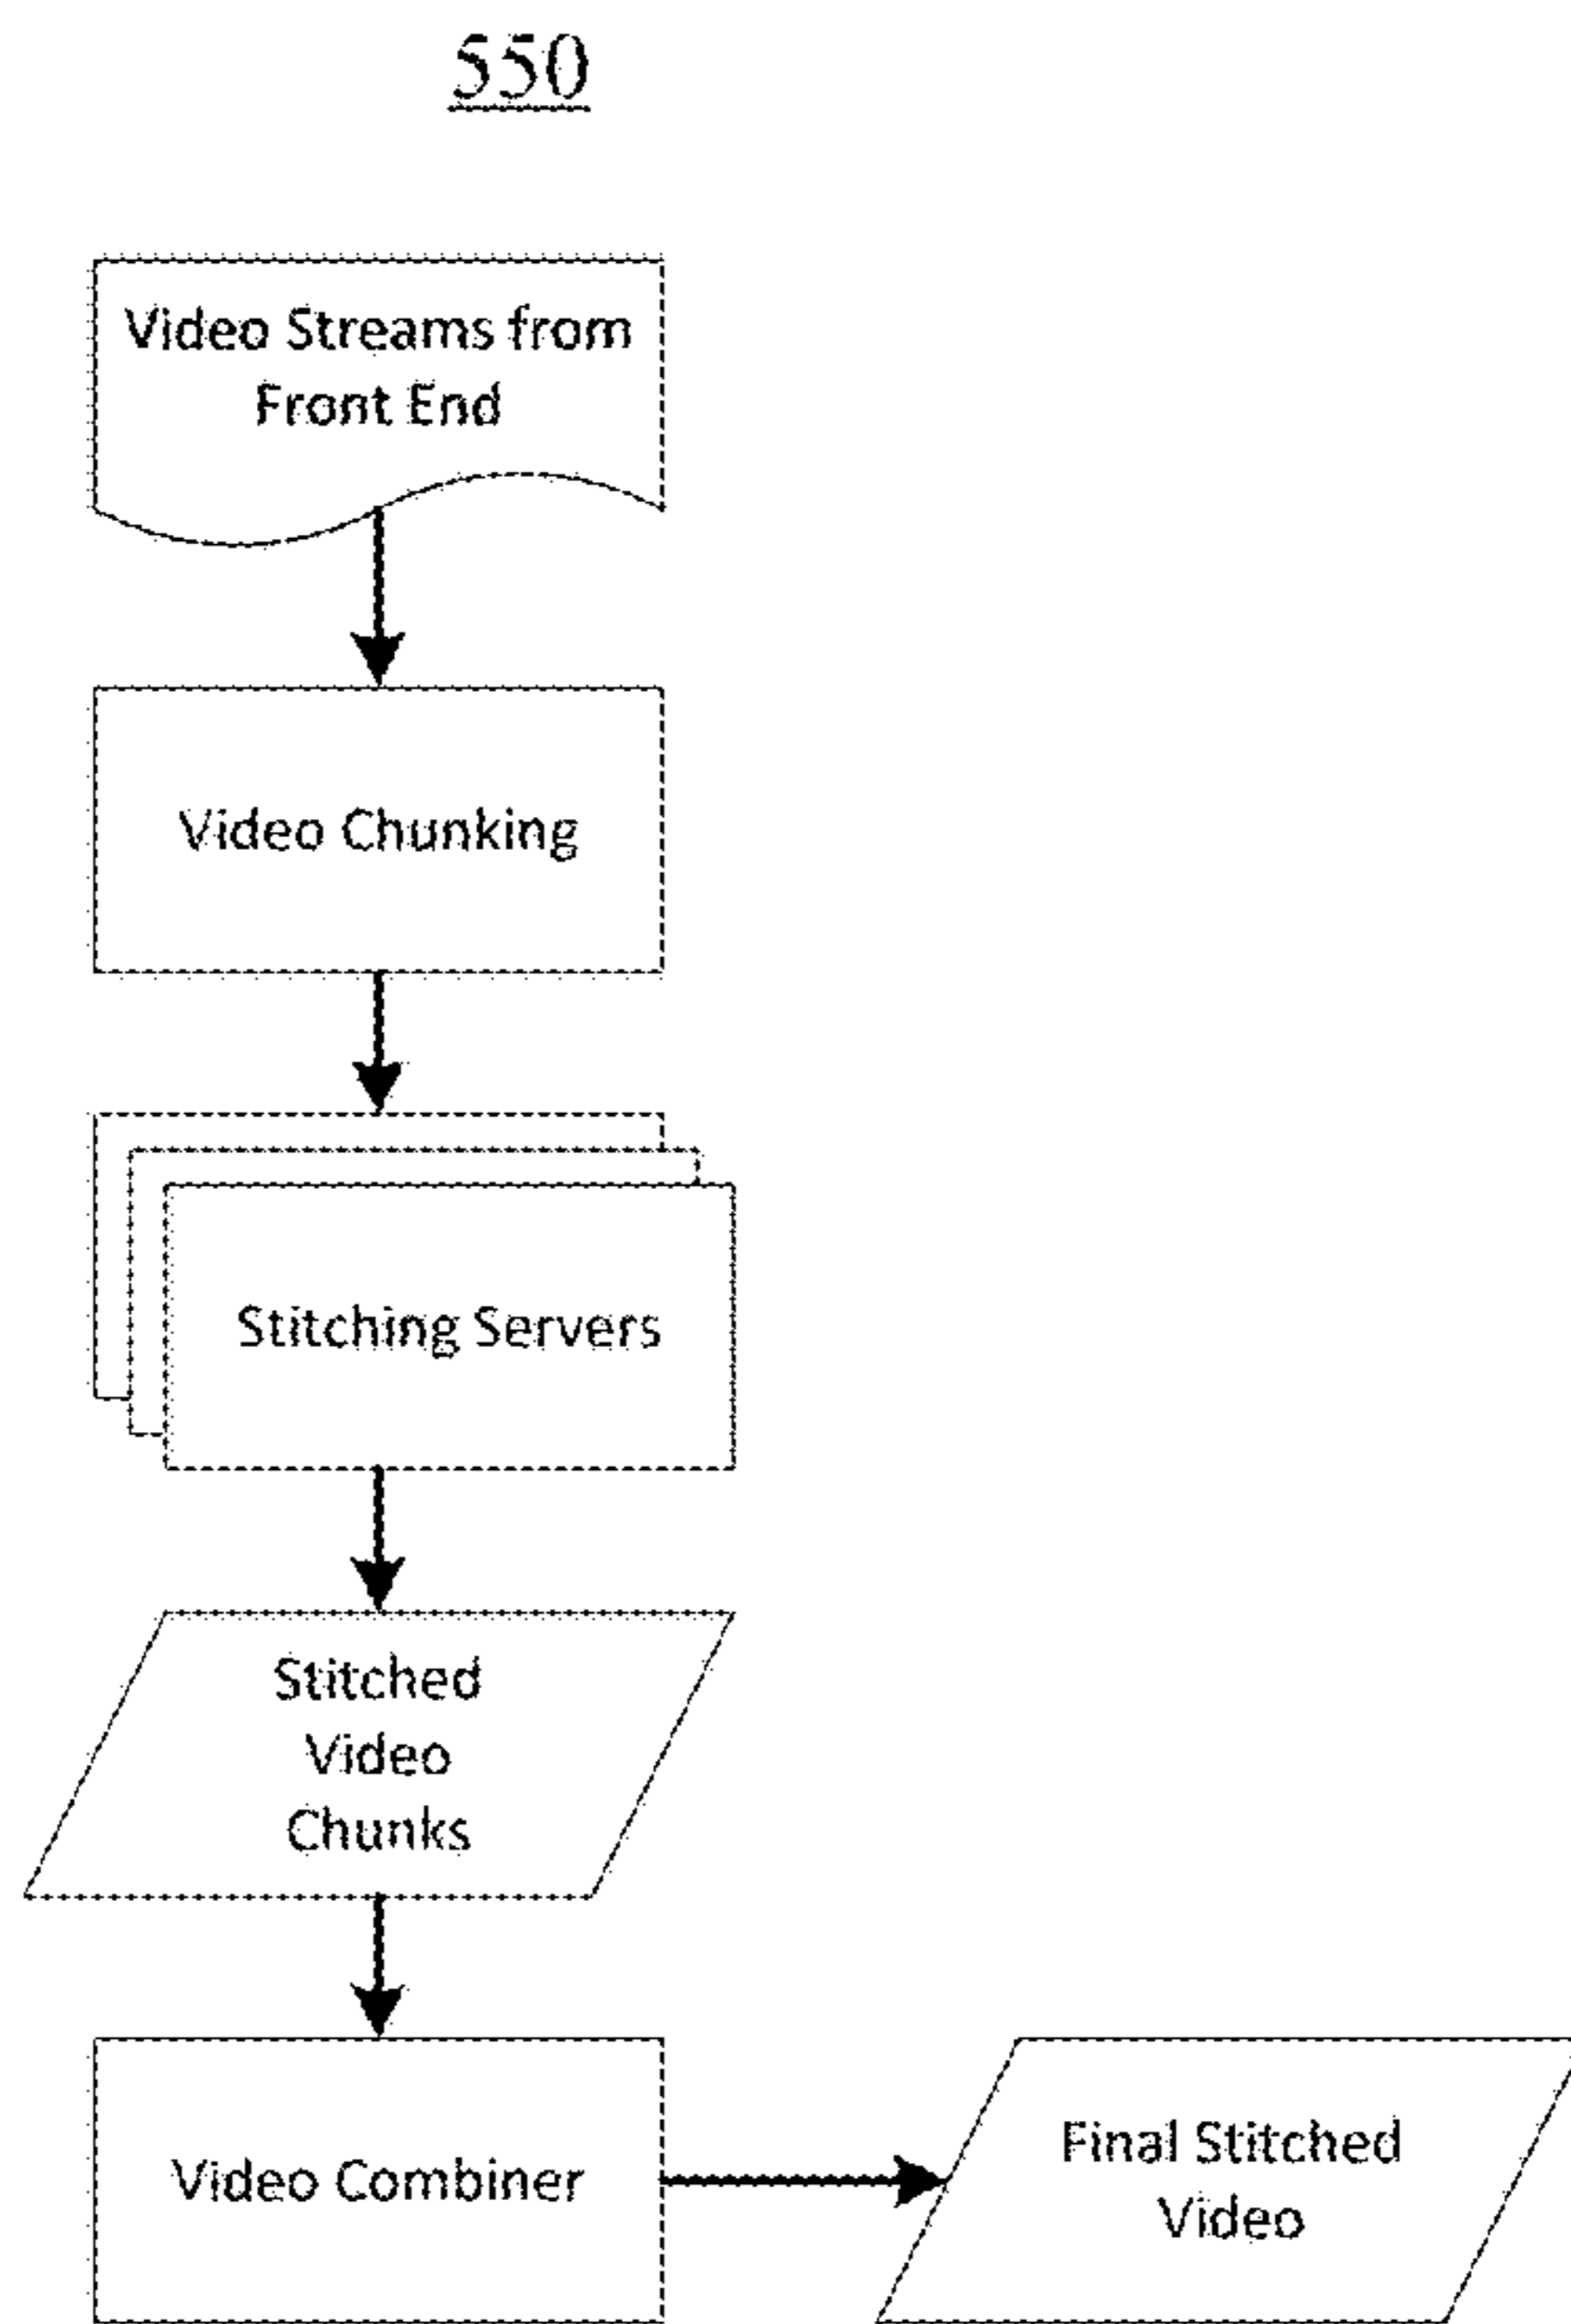 550
Video Streams from
Front End
Video Chunking
Stitching Servers
Stitched
Video
Chunks
Video Combiner
Final Stitched
Video